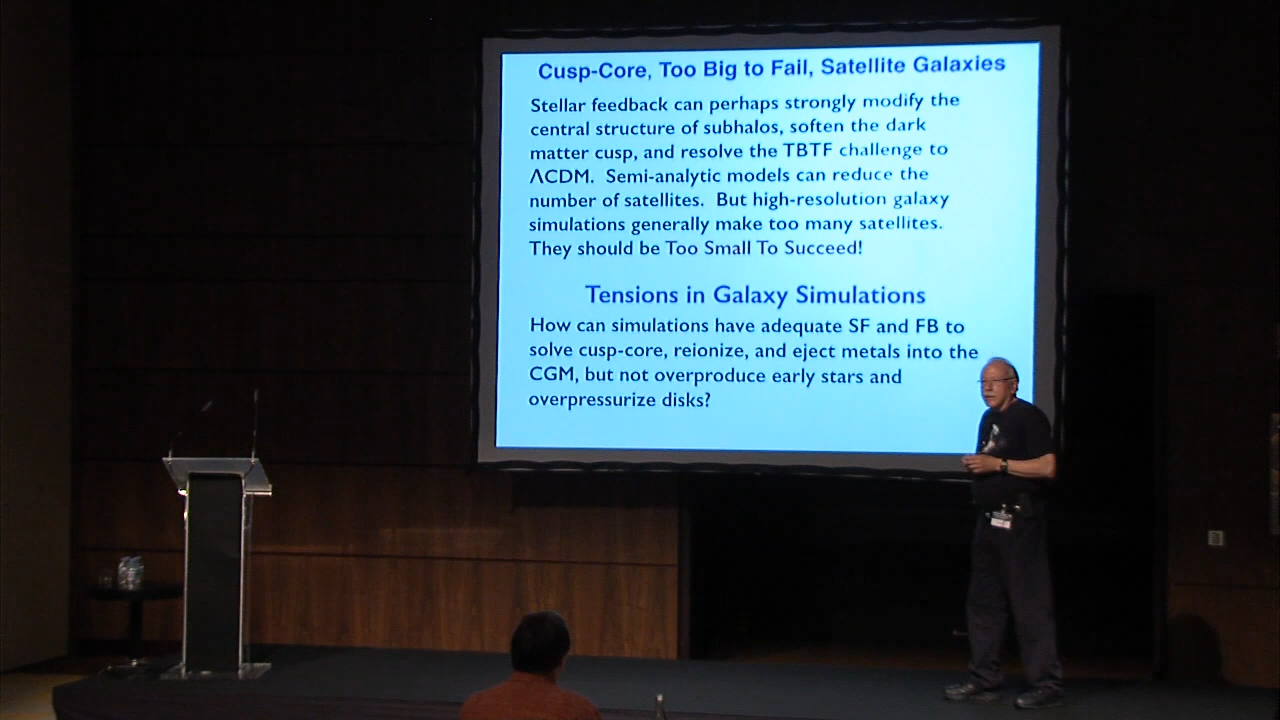 Cusp-Core, Too Big to Fail, Satellite Galaxies
Stellar feedback can perhaps strongly modify the
central structure of subhalos, soften the dark
matter cusp, and resolve the TBTF challenge to
ΛCDM.  Semi-analytic models can reduce the
number of satellites.  But high-resolution galaxy
simulations generally make too many satellites.
They should be Too Small To Succeed!
Tensions in Galaxy Simulations
How can simulations have adequate SF and FB to
solve cusp-core, reionize, and eject metals into the
CGM, but not overproduce early stars and
overpressurize disks?